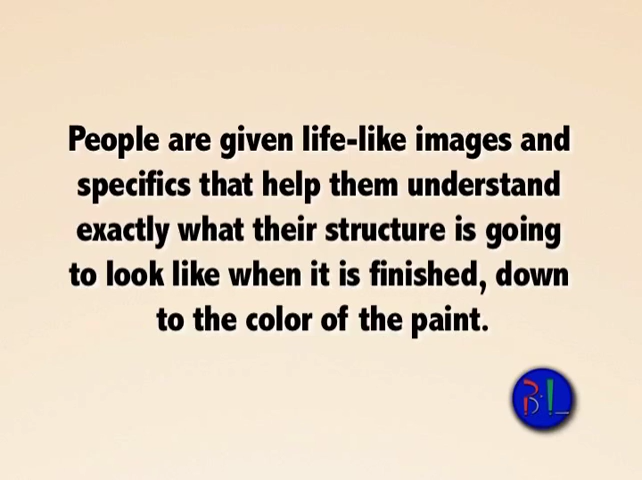 People are given life-like images and
specifics that help them understand
exactly what their structure is going
to look like when it is finished, down
to the color of the paint.
BL